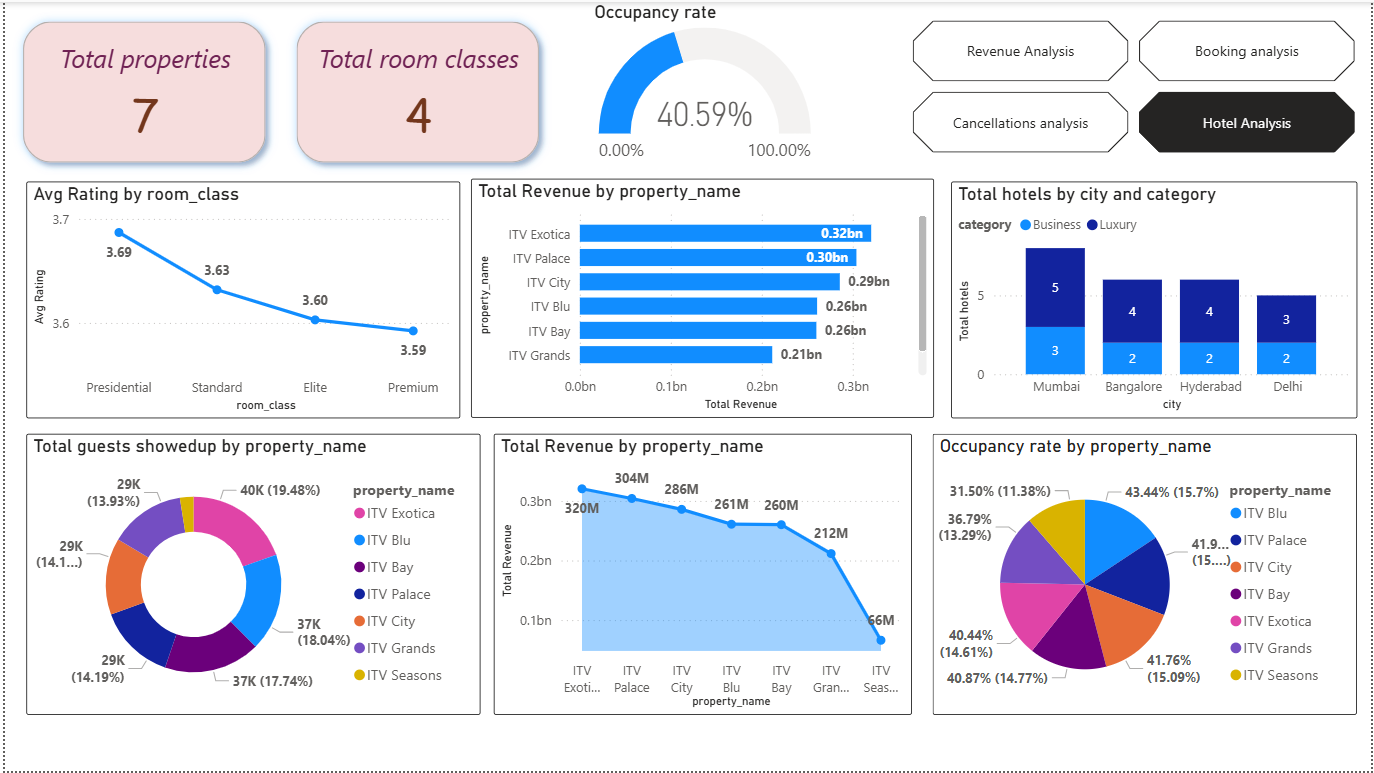 Total properties
7
Total room classes
4
Occupancy rate
40.59%
0.00%
100.00%
Revenue Analysis
Booking analysis
Cancellations analysis
Hotel Analysis
Avg Rating by room_class
Avg Rating
3.7
3.6
3.69
3.63
3.60
3.59
Presidential
Standard
Elite
Premium
room_class
Total Revenue by property_name
property_name
ITV Exotica
0.32bn
ITV Palace
0.30bn
ITV City
0.29bn
ITV Blu
0.26bn
ITV Bay
0.26bn
ITV Grands
0.21bn
0.0bn
0.1bn
0.2bn
0.3bn
Total Revenue
Total hotels by city and category
category
Business
Luxury
Total hotels
5
0
5
3
4
2
4
2
3
2
Mumbai
Bangalore
Hyderabad
Delhi
city
Total guests showedup by property_name
40K (19.48%)
37K
(18.04%)
37K (17.74%)
29K
(14.19%)
29K
(14.1...)
29K
(13.93%)
property_name
ITV Exotica
ITV Blu
ITV Bay
ITV Palace
ITV City
ITV Grands
ITV Seasons
Total Revenue by property_name
Total Revenue
0.3bn
0.2bn
0.1bn
320M
304M
286M
261M
260M
212M
66M
ITV
Exoti...
ITV
Palace
ITV
City
ITV
Blu
ITV
Bay
ITV
Gran...
ITV
Seas...
property_name
Occupancy rate by property_name
43.44% (15.7%)
41.9...
(15....)
41.76%
(15.09%)
40.87% (14.77%)
40.44%
(14.61%)
36.79%
(13.29%)
31.50% (11.38%)
property_name
ITV Blu
ITV Palace
ITV City
ITV Bay
ITV Exotica
ITV Grands
ITV Seasons